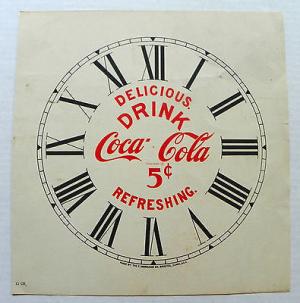 XII
I
II
III
IIII
V
VI
VII
VIII
IX
X
XI
DELICIOUS.
DRINK
Coca-Cola
5¢
REFRESHING.